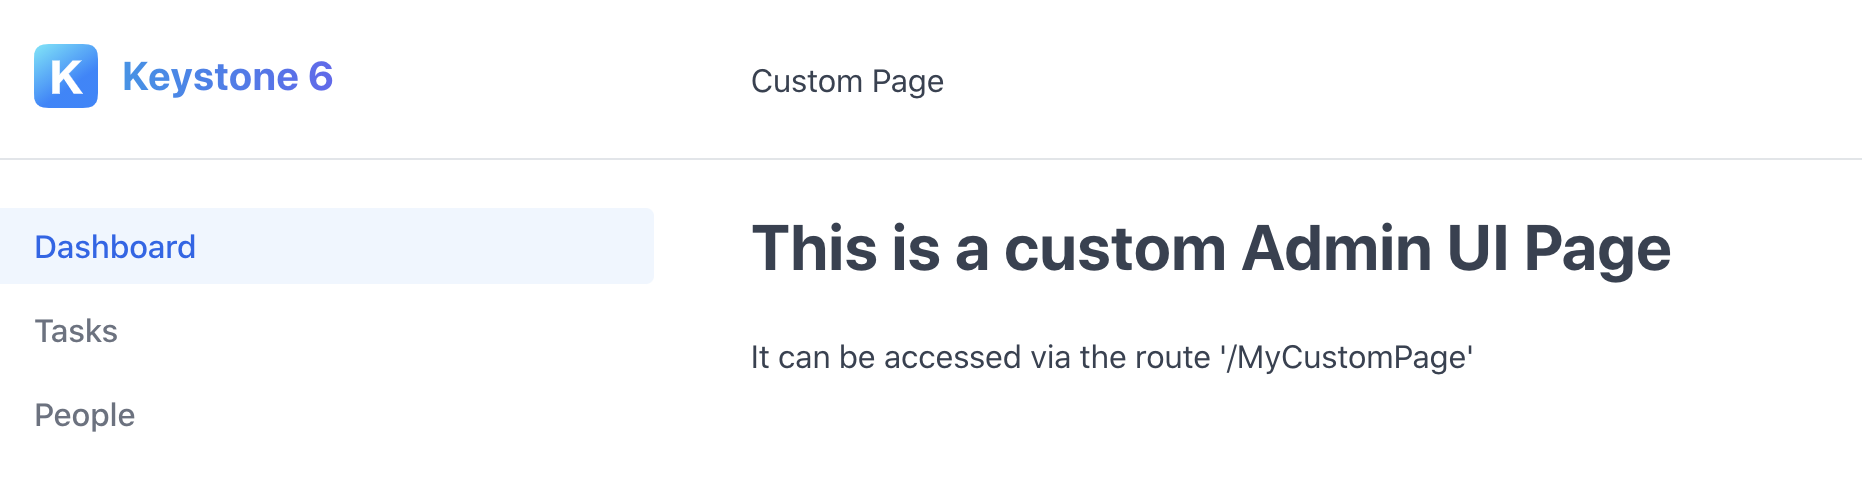 K Keystone 6
Custom Page
Dashboard
Tasks
People
This is a custom Admin UI Page
It can be accessed via the route '/MyCustomPage'